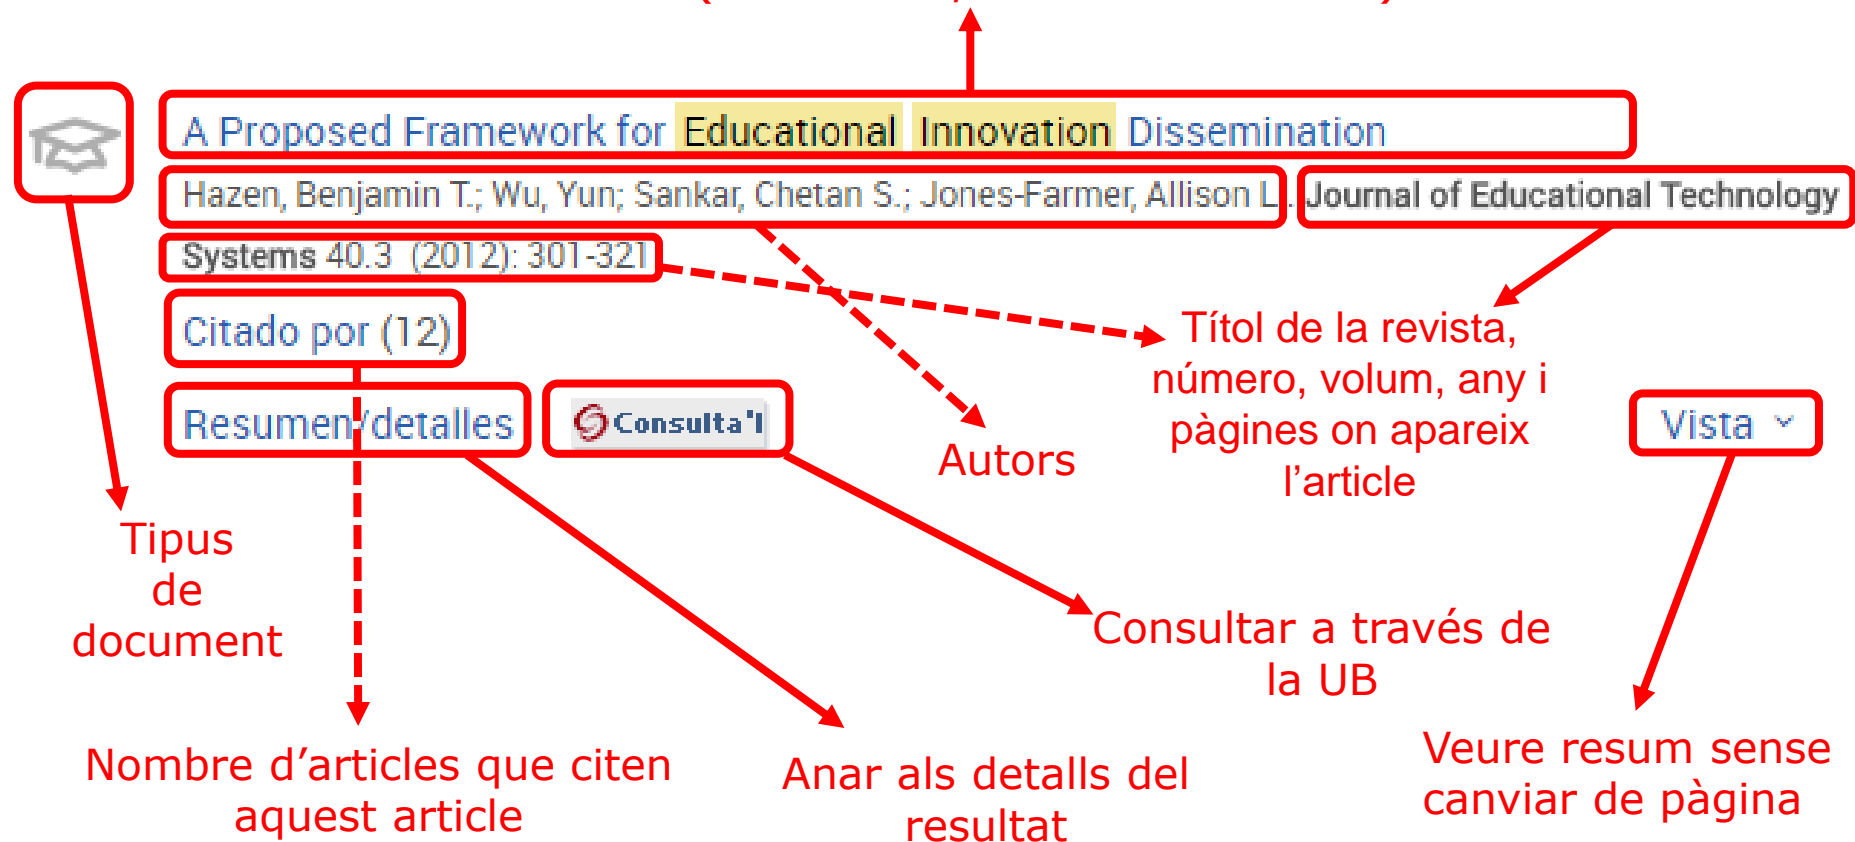 A Proposed Framework for Educational Innovation Dissemination
Hazen, Benjamin T.; Wu, Yun; Sankar, Chetan S.; Jones-Farmer, Allison L.. Journal of Educational Technology
Systems 40.3 (2012): 301-321
Citado por (12)
Resumen/detalles
Consulta'l
Vista
Títol de la revista,
número, volum, any i
pàgines on apareix
l’article
Autors
Tipus
de
document
Consultar a través de
la UB
Nombre d’articles que citen
aquest article
Anar als detalls del
resultat
Veure resum sense
canviar de pàgina